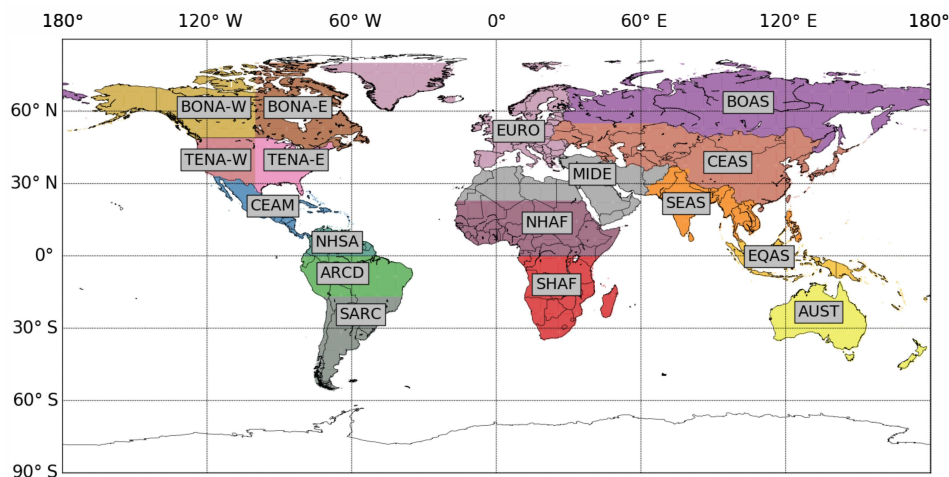 180° 120° W 60° W 0° 60° E 120° E 180°
60° N
30° N
0°
30° S
60° S
90° S
BONA-W BONA-E
BOAS
EURO
TENA-W TENA-E
CEAS
MIDE
CEAM
SEAS
NHAF
NHSA
EQAS
ARCD
SHAF
SARC
AUST